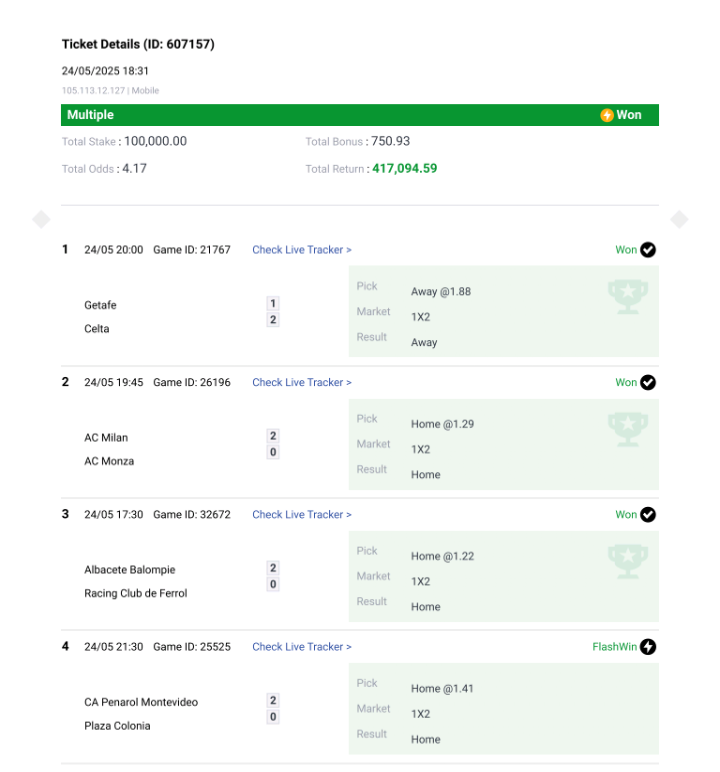 Ticket Details (ID: 607157)
24/05/2025 18:31
105.113.12.127 | Mobile
Multiple Won
Total Stake : 100,000.00 Total Bonus : 750.93
Total Odds : 4.17 Total Return : 417,094.59
1 24/05 20:00 Game ID: 21767 Check Live Tracker > Won
Pick Away @1.88
Getafe 1
Market 1X2
Celta 2
Result Away
2 24/05 19:45 Game ID: 26196 Check Live Tracker > Won
Pick Home @1.29
AC Milan 2
Market 1X2
AC Monza 0
Result Home
3 24/05 17:30 Game ID: 32672 Check Live Tracker > Won
Pick Home @1.22
Albacete Balompie 2
Market 1X2
Racing Club de Ferrol 0
Result Home
4 24/05 21:30 Game ID: 25525 Check Live Tracker > FlashWin
Pick Home @1.41
CA Penarol Montevideo 2
Market 1X2
Plaza Colonia 0
Result Home